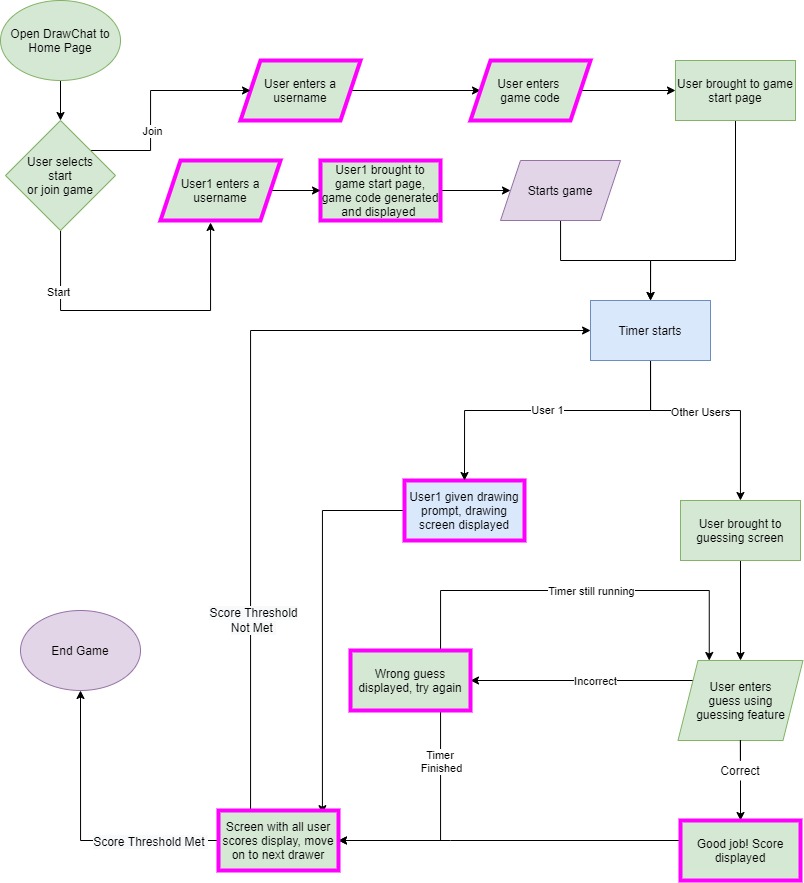 Open DrawChat to
Home Page
User enters a
username
User enters
game code
User brought to game
start page
Join
User selects
start
or join game
User1 enters a
username
User1 brought to
game start page,
game code generated
and displayed
Starts game
Start
Timer starts
User 1
Other Users
User1 given drawing
prompt, drawing
screen displayed
User brought to
guessing screen
Timer still running
Score Threshold
Not Met
End Game
Wrong guess
displayed, try again
Incorrect
User enters
guess using
guessing feature
Timer
Finished
Correct
Score Threshold Met
Screen with all user
scores display, move
on to next drawer
Good job! Score
displayed